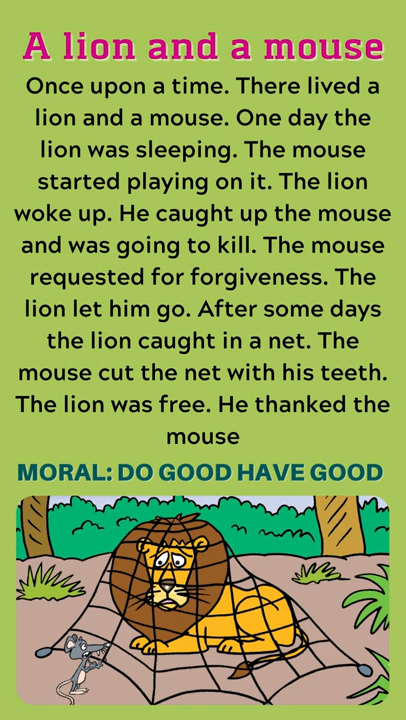 A lion and a mouse
Once upon a time. There lived a
lion and a mouse. One day the
lion was sleeping. The mouse
started playing on it. The lion
woke up. He caught up the mouse
and was going to kill. The mouse
requested for forgiveness. The
lion let him go. After some days
the lion caught in a net. The
mouse cut the net with his teeth.
The lion was free. He thanked the
mouse
MORAL: DO GOOD HAVE GOOD